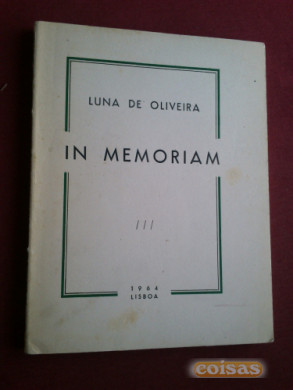 LUNA DE OLIVEIRA
IN MEMORIAM
III
1964
LISBOA
coisas